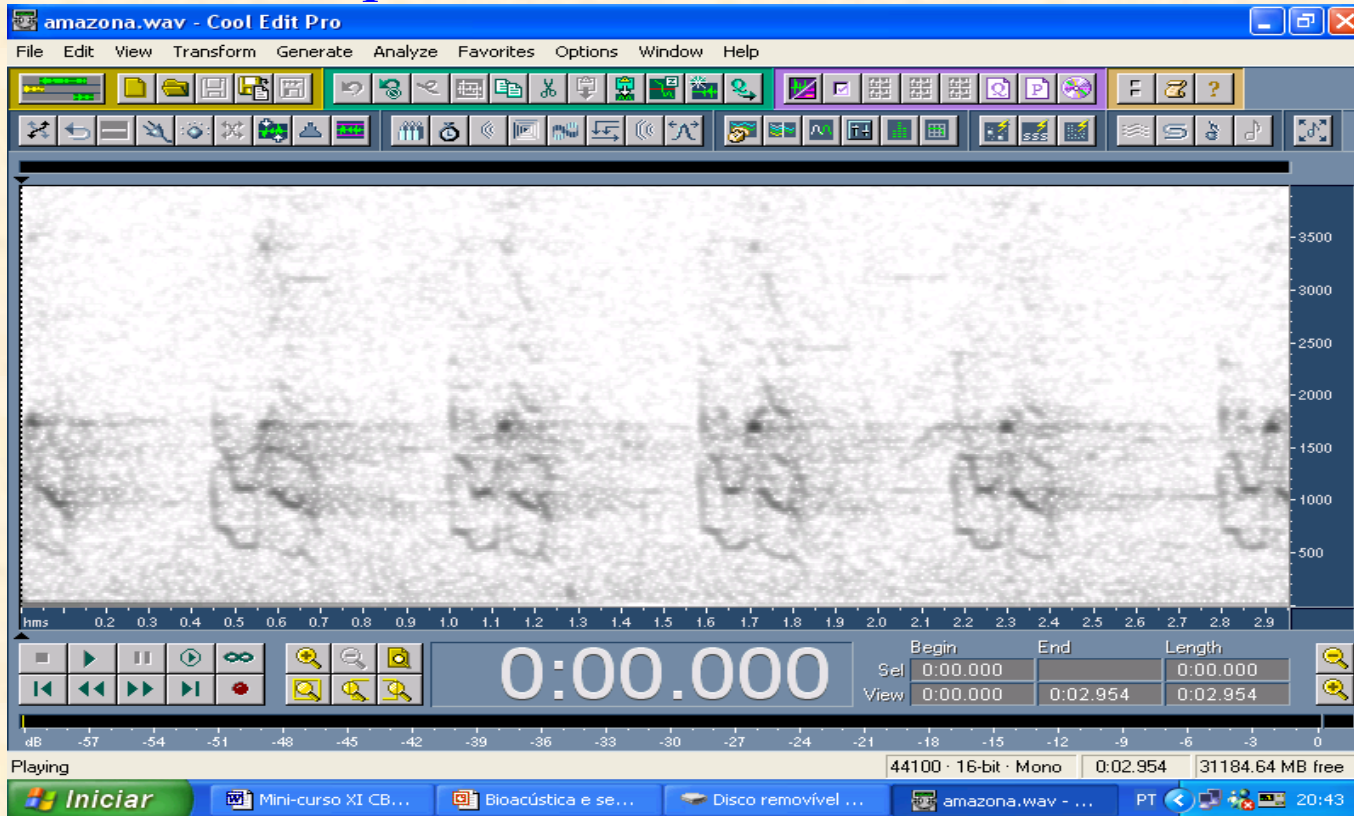 amazona.wav - Cool Edit Pro
File Edit View Transform Generate Analyze Favorites Options Window Help
3500
3000
2500
2000
1500
1000
500
hms 0.2 0.3 0.4 0.5 0.6 0.7 0.8 0.9 1.0 1.1 1.2 1.3 1.4 1.5 1.6 1.7 1.8 1.9 2.0 2.1 2.2 2.3 2.4 2.5 2.6 2.7 2.8 2.9
0:00.000
Begin End Length
Sel 0:00.000 0:00.000
View 0:00.000 0:02.954 0:02.954
dB -57 -54 -51 -48 -45 -42 -39 -36 -33 -30 -27 -24 -21 -18 -15 -12 -9 -6 -3 0
Playing 44100 · 16-bit · Mono 0:02.954 31184.64 MB free
Iniciar Mini-curso XI CB... Bioacústica e se... Disco removível ... amazona.wav - ... PT 20:43